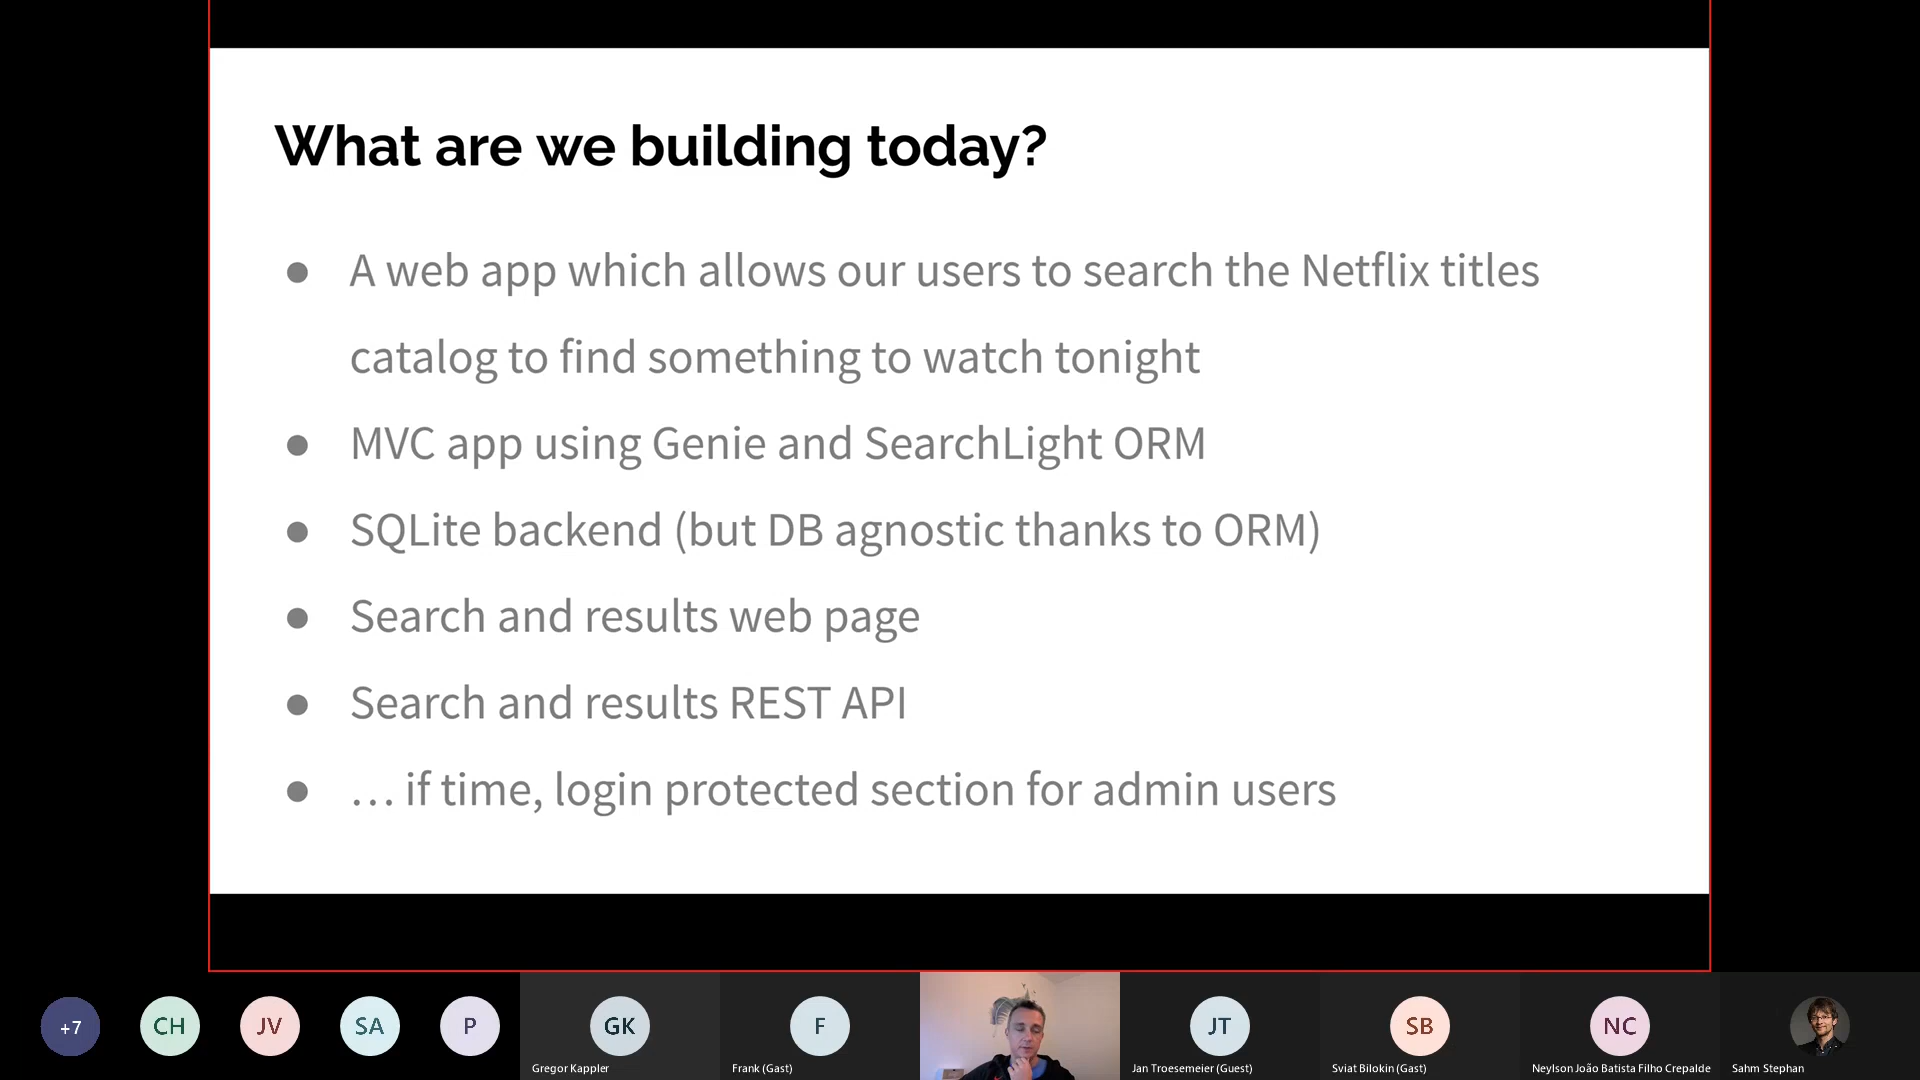 What are we building today?
● A web app which allows our users to search the Netflix titles
catalog to find something to watch tonight
● MVC app using Genie and SearchLight ORM
● SQLite backend (but DB agnostic thanks to ORM)
● Search and results web page
● Search and results REST API
● … if time, login protected section for admin users
+7
CH
JV
SA
P
GK
Gregor Kappler
F
Frank (Gast)
JT
Jan Troesemeier (Guest)
SB
Sviat Bilokin (Gast)
NC
Neylson João Batista Filho Crepalde
Sahm Stephan